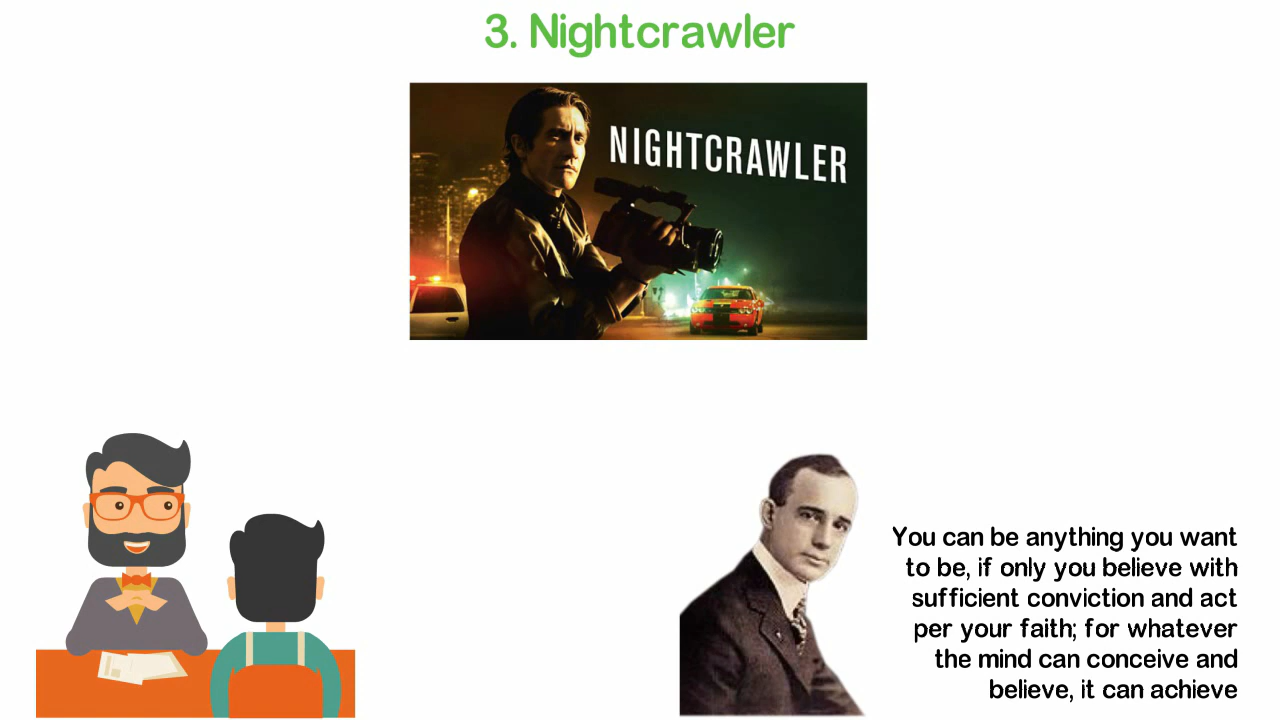 3. Nightcrawler
NIGHTCRAWLER
You can be anything you want
to be, if only you believe with
sufficient conviction and act
per your faith; for whatever
the mind can conceive and
believe, it can achieve